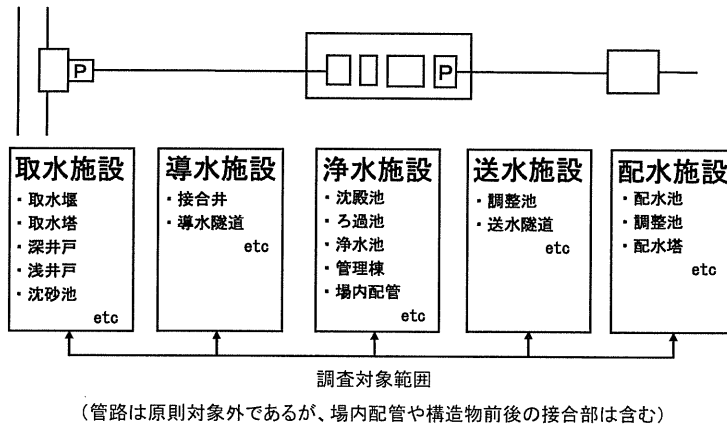 P
P
取水施設
・取水堰
・取水塔
・深井戸
・浅井戸
・沈砂池
etc
導水施設
・接合井
・導水隧道
etc
浄水施設
・沈殿池
・ろ過池
・浄水池
・管理棟
・場内配管
etc
送水施設
・調整池
・送水隧道
etc
配水施設
・配水池
・調整池
・配水塔
etc
調査対象範囲
（管路は原則対象外であるが、場内配管や構造物前後の接合部は含む）